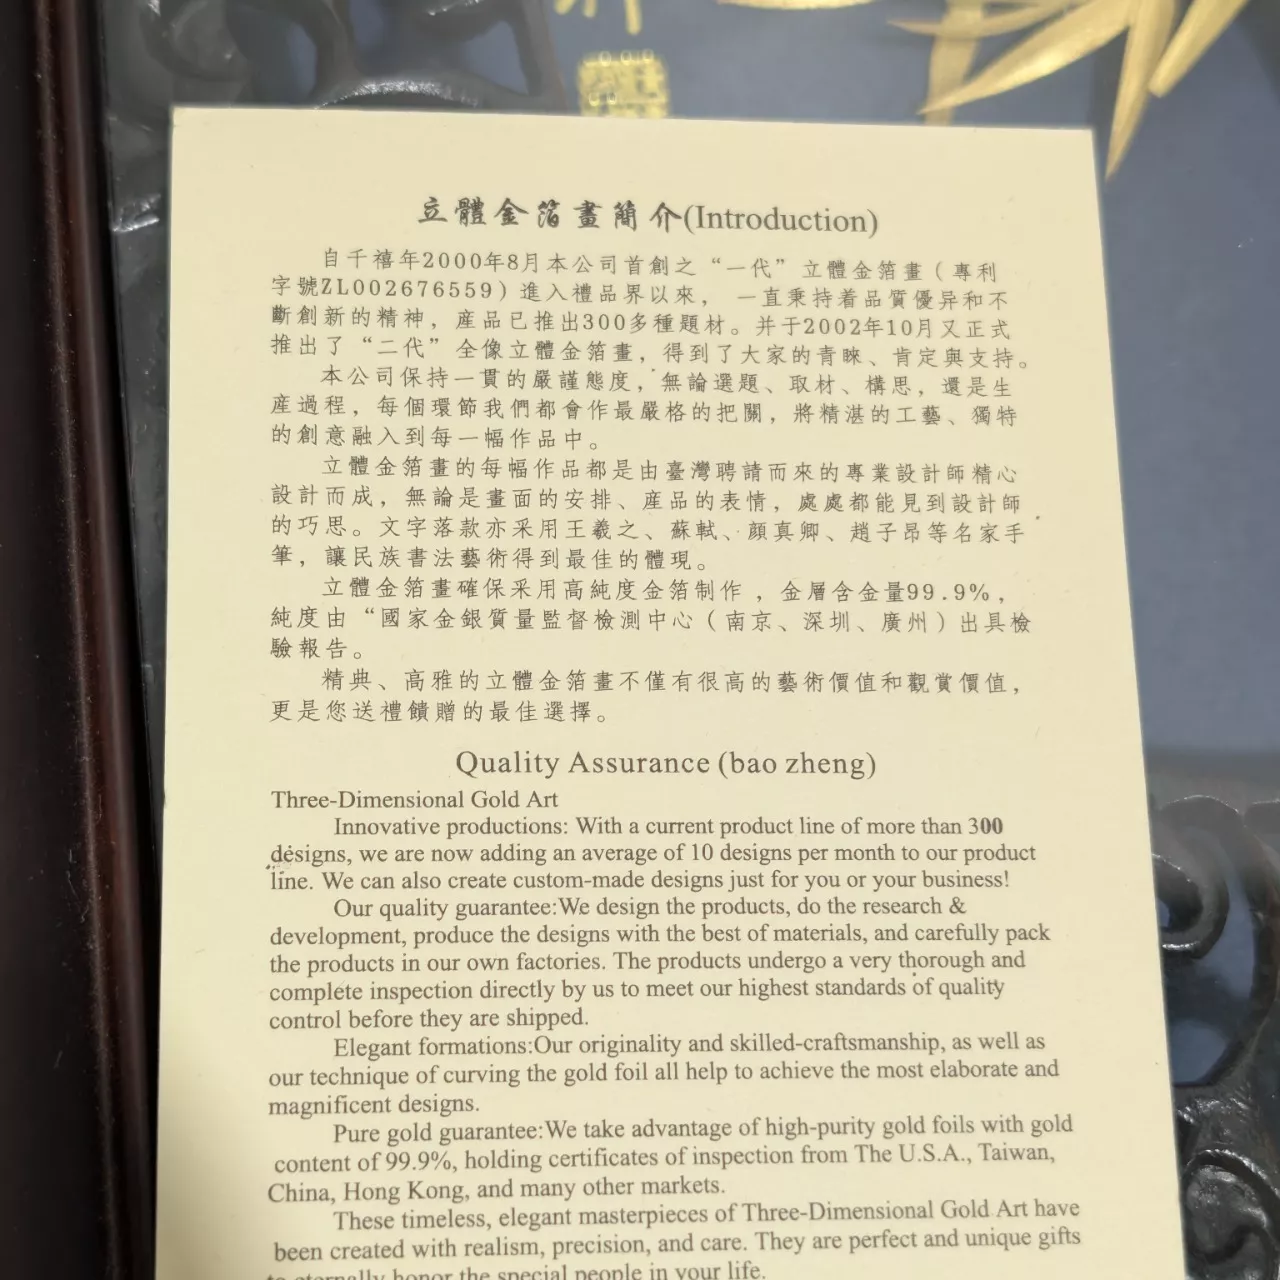 立體金箔畫簡介(Introduction)
自千禧年2000年8月本公司首創之“一代”立體金箔畫（專利
字號ZL002676559）進入禮品界以來，一直秉持着品質優异和不
斷創新的精神，産品已推出300多種題材。并于2002年10月又正式
推出了“二代”全像立體金箔畫，得到了大家的青睞、肯定與支持。
本公司保持一貫的嚴謹態度，無論選題、取材、構思，還是生
産過程，每個環節我們都會作最嚴格的把關，將精湛的工藝、獨特
的創意融入到每一幅作品中。
立體金箔畫的每幅作品都是由臺灣聘請而來的專業設計師精心
設計而成，無論是畫面的安排、産品的表情，處處都能見到設計師
的巧思。文字落款亦采用王羲之、蘇軾、顔真卿、趙子昂等名家手
筆，讓民族書法藝術得到最佳的體現。
立體金箔畫確保采用高純度金箔制作，金層含金量99.9%，
純度由“國家金銀質量監督檢測中心（南京、深圳、廣州）出具檢
驗報告。
精典、高雅的立體金箔畫不僅有很高的藝術價值和觀賞價值，
更是您送禮饋贈的最佳選擇。
Quality Assurance (bao zheng)
Three-Dimensional Gold Art
Innovative productions: With a current product line of more than 300
designs, we are now adding an average of 10 designs per month to our product
line. We can also create custom-made designs just for you or your business!
Our quality guarantee:We design the products, do the research &
development, produce the designs with the best of materials, and carefully pack
the products in our own factories. The products undergo a very thorough and
complete inspection directly by us to meet our highest standards of quality
control before they are shipped.
Elegant formations:Our originality and skilled-craftsmanship, as well as
our technique of curving the gold foil all help to achieve the most elaborate and
magnificent designs.
Pure gold guarantee:We take advantage of high-purity gold foils with gold
content of 99.9%, holding certificates of inspection from The U.S.A., Taiwan,
China, Hong Kong, and many other markets.
These timeless, elegant masterpieces of Three-Dimensional Gold Art have
been created with realism, precision, and care. They are perfect and unique gifts
to eternally honor the special people in your life.